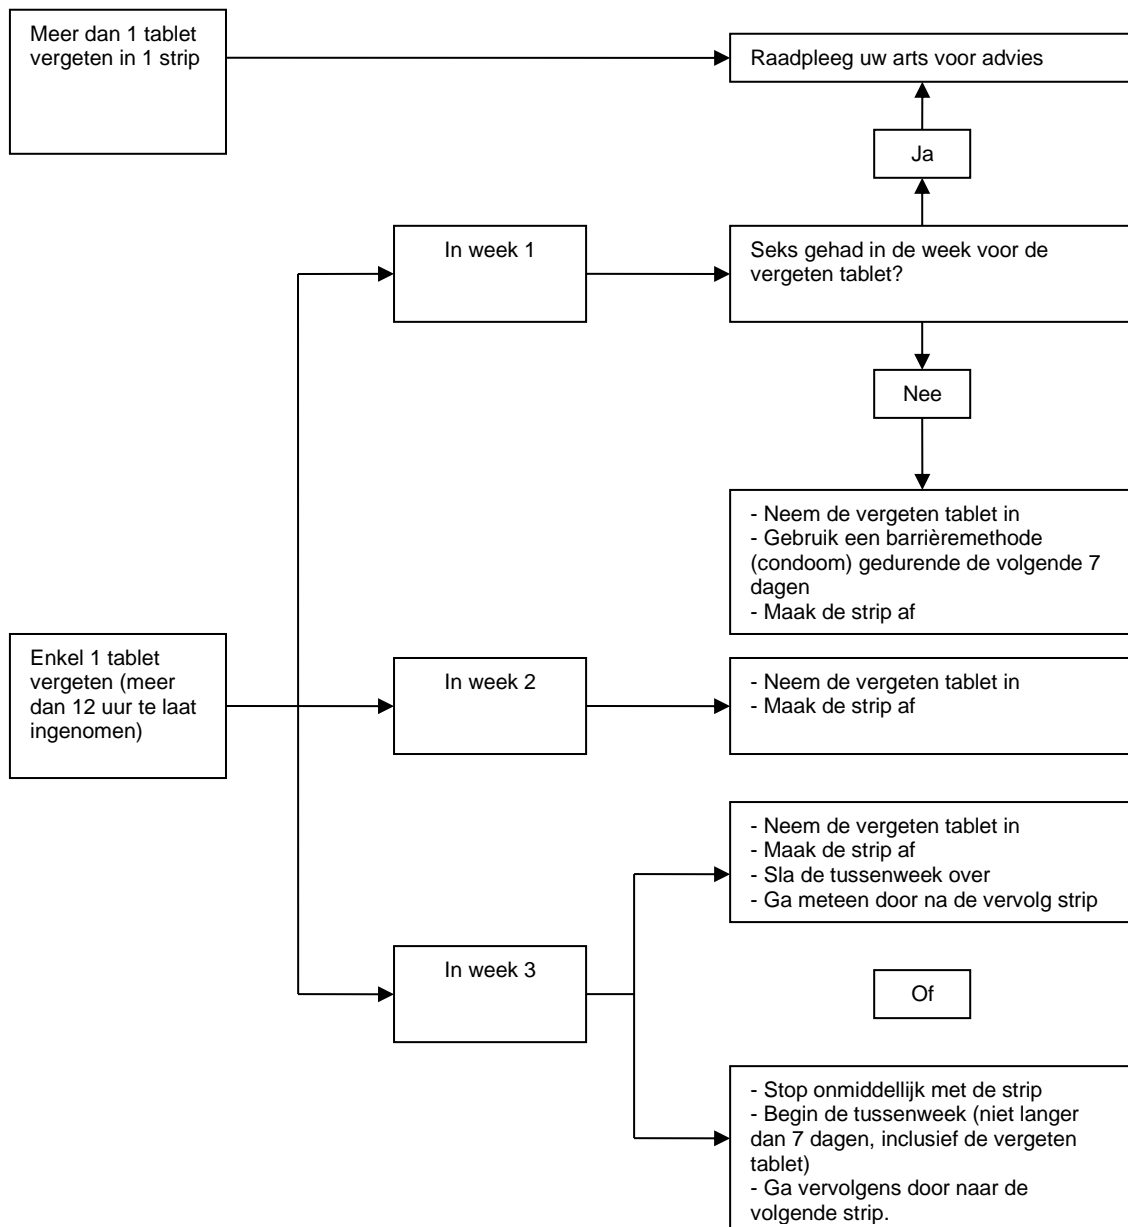 Meer dan 1 tablet
vergeten in 1 strip
Raadpleeg uw arts voor advies
Ja
In week 1
Seks gehad in de week voor de
vergeten tablet?
Nee
- Neem de vergeten tablet in
- Gebruik een barrièremethode
(condoom) gedurende de volgende 7
dagen
- Maak de strip af
Enkel 1 tablet
vergeten (meer
dan 12 uur te laat
ingenomen)
In week 2
- Neem de vergeten tablet in
- Maak de strip af
- Neem de vergeten tablet in
- Maak de strip af
- Sla de tussenweek over
- Ga meteen door na de vervolg strip
In week 3
Of
- Stop onmiddellijk met de strip
- Begin de tussenweek (niet langer
dan 7 dagen, inclusief de vergeten
tablet)
- Ga vervolgens door naar de
volgende strip.